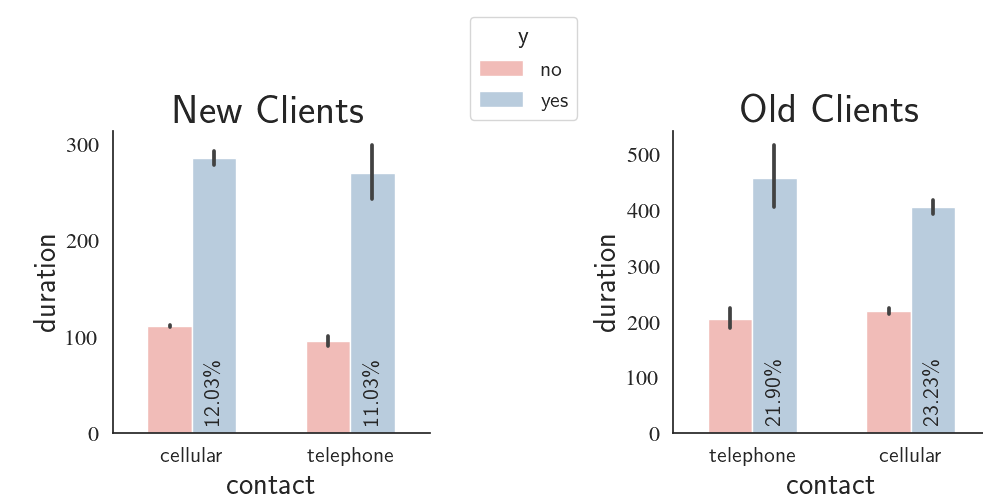 y
no
yes
New Clients
300
200
100
0
duration
12.03%
11.03%
cellular
telephone
contact
Old Clients
500
400
300
200
100
0
duration
21.90%
23.23%
telephone
cellular
contact